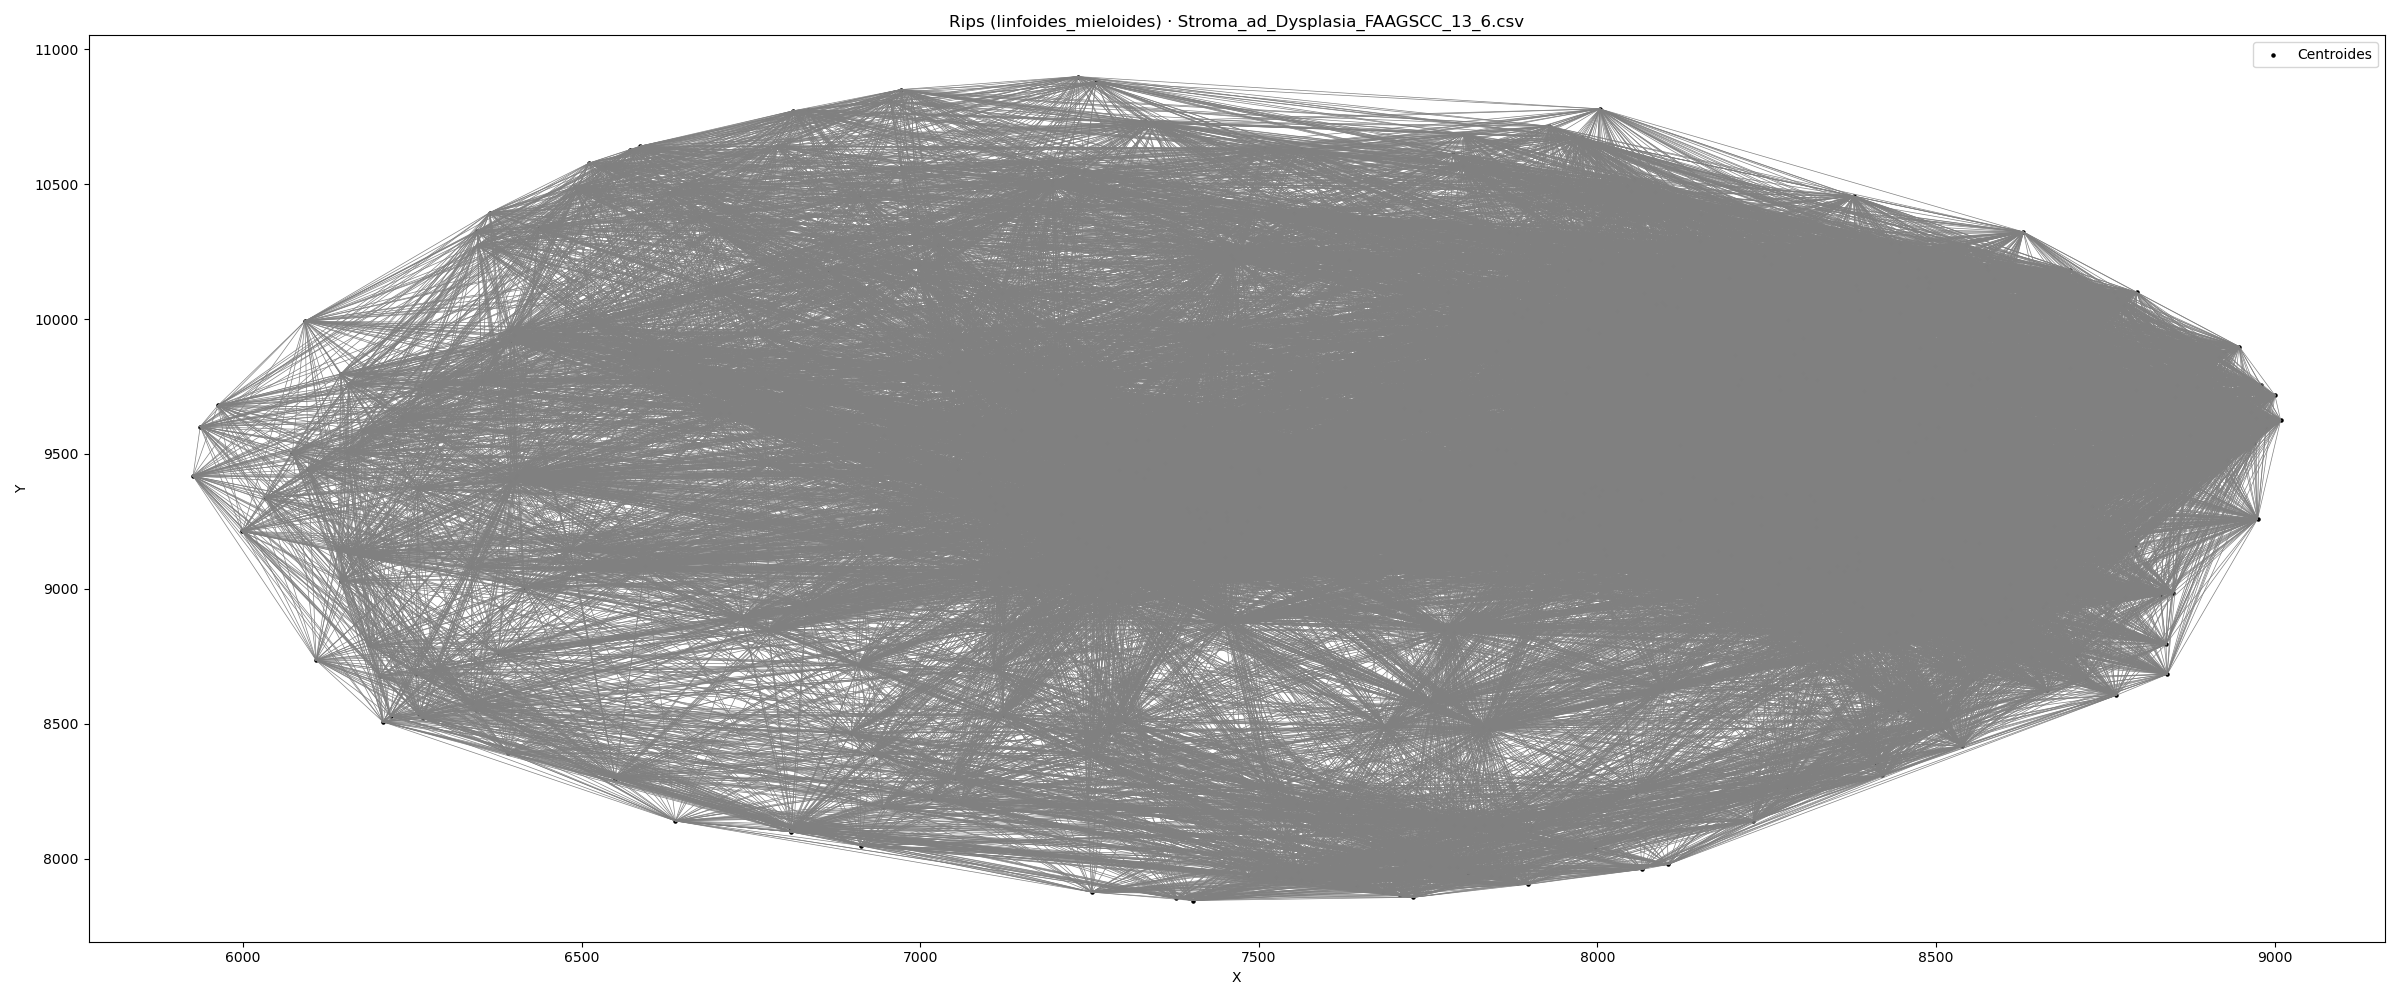 Rips (linfoides_mieloides) · Stroma_ad_Dysplasia_FAAGSCC_13_6.csv
Centroides
11000
10500
10000
9500
9000
8500
8000
Y
6000 6500 7000 7500 8000 8500 9000
X